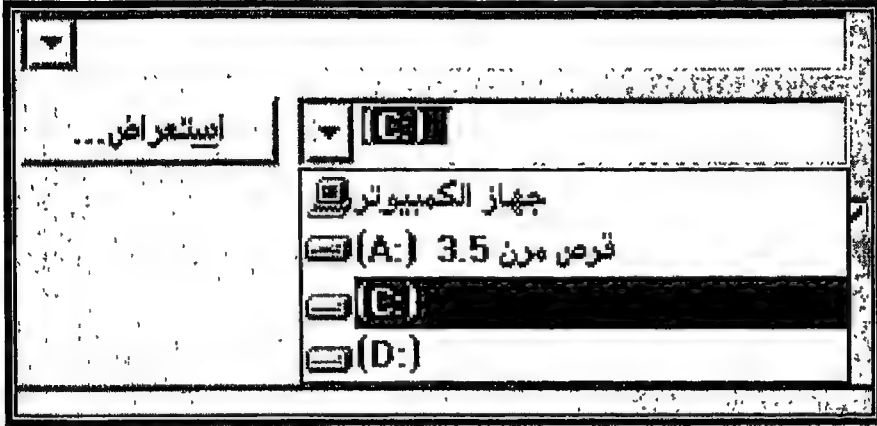 (C:)
استعراض...
جهاز الكمبيوتر
قرص مرن 3.5 (A:)
(C:)
(D:)